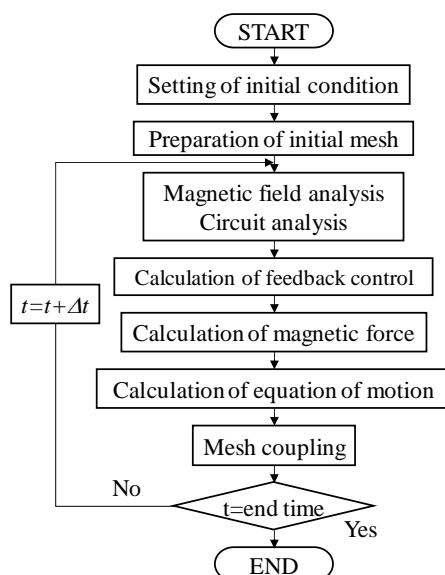 START
Setting of initial condition
Preparation of initial mesh
Magnetic field analysis
Circuit analysis
Calculation of feedback control
t=t+Δt
Calculation of magnetic force
Calculation of equation of motion
Mesh coupling
No
t=end time
Yes
END